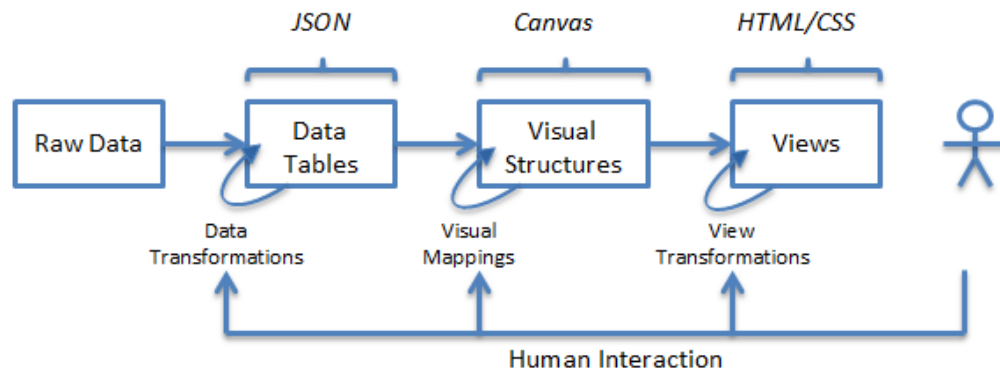 JSON
Canvas
HTML/CSS
Raw Data
Data
Tables
Visual
Structures
Views
Data
Transformations
Visual
Mappings
View
Transformations
Human Interaction